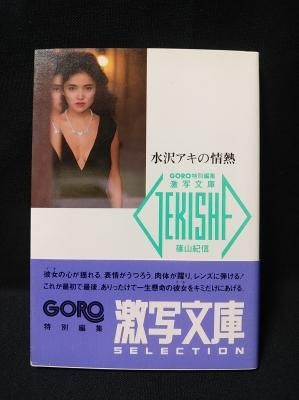 水沢アキの情熱
GORO特別編集
激写文庫
GEKISHA
篠山紀信
彼女の心が揺れる、表情がうつろう、肉体が躍り、レンズに弾ける!
これが最初で最後、ありったけで一生懸命の彼女をキミだけにあげる。
GORO
特別編集
激写文庫
SELECTION